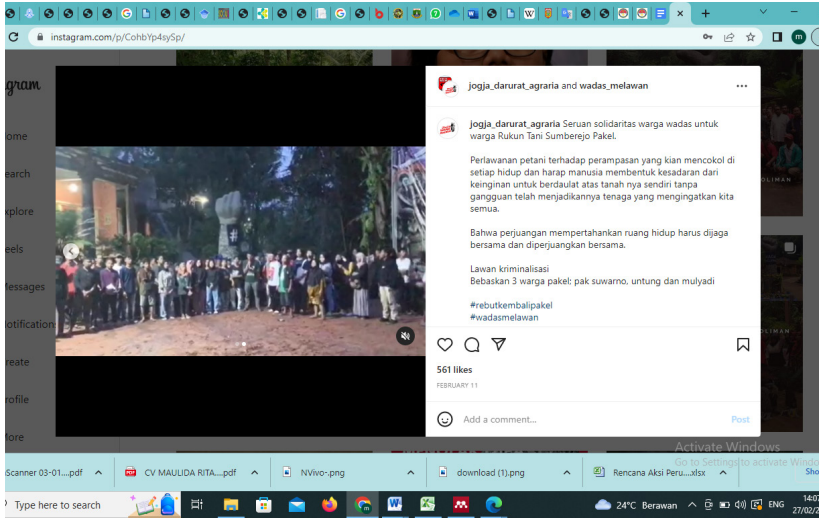 instagram.com/p/CohbYp4sySp/
m
gram
ome
earch
xplore
eels
Messages
Notifications
reate
rofile
ore
jogja_darurat_agraria and wadas_melawan
jogja_darurat_agraria Seruan solidaritas warga wadas untuk
warga Rukun Tani Sumberejo Pakel.
Perlawanan petani terhadap perampasan yang kian mencokol di
setiap hidup dan harap manusia membentuk kesadaran dari
keinginan untuk berdaulat atas tanah nya sendiri tanpa
gangguan telah menjadikannya tenaga yang mengingatkan kita
semua.
Bahwa perjuangan mempertahankan ruang hidup harus dijaga
bersama dan diperjuangkan bersama.
Lawan kriminalisasi
Bebaskan 3 warga pakel; pak suwarno, untung dan mulyadi
#rebutkembalipakel
#wadasmelawan
561 likes
FEBRUARY 11
Add a comment...
Post
Activate Windows
Go to Settings to activate Windo
Scanner 03-01....pdf
CV MAULIDA RITA....pdf
NVivo-.png
download (1).png
Rencana Aksi Peru....xlsx
Sho
Type here to search
24°C Berawan
ENG
14:07
27/02/2